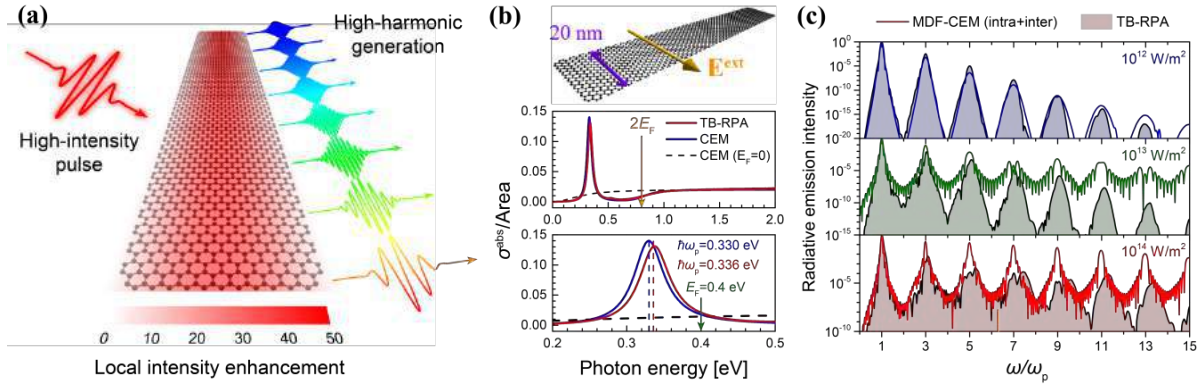 (a)
High-harmonic
generation
High-intensity
pulse
0 10 20 30 40 50
Local intensity enhancement
(b)
20 nm
E^ext
0.15
0.10
0.05
0.00
2E_F
TB-RPA
CEM
CEM (E_F=0)
0.0 0.5 1.0 1.5 2.0
σ^abs/Area
0.15
0.10
0.05
0.00
ħω_p=0.330 eV
ħω_p=0.336 eV
E_F=0.4 eV
0.2 0.3 0.4 0.5
Photon energy [eV]
(c)
MDF-CEM (intra+inter) TB-RPA
Radiative emission intensity
10^0
10^-5
10^-10
10^-15
10^-20
10^12 W/m^2
10^-5
10^-10
10^13 W/m^2
10^-5
10^-10
10^14 W/m^2
1 3 5 7 9 11 13 15
ω/ω_p